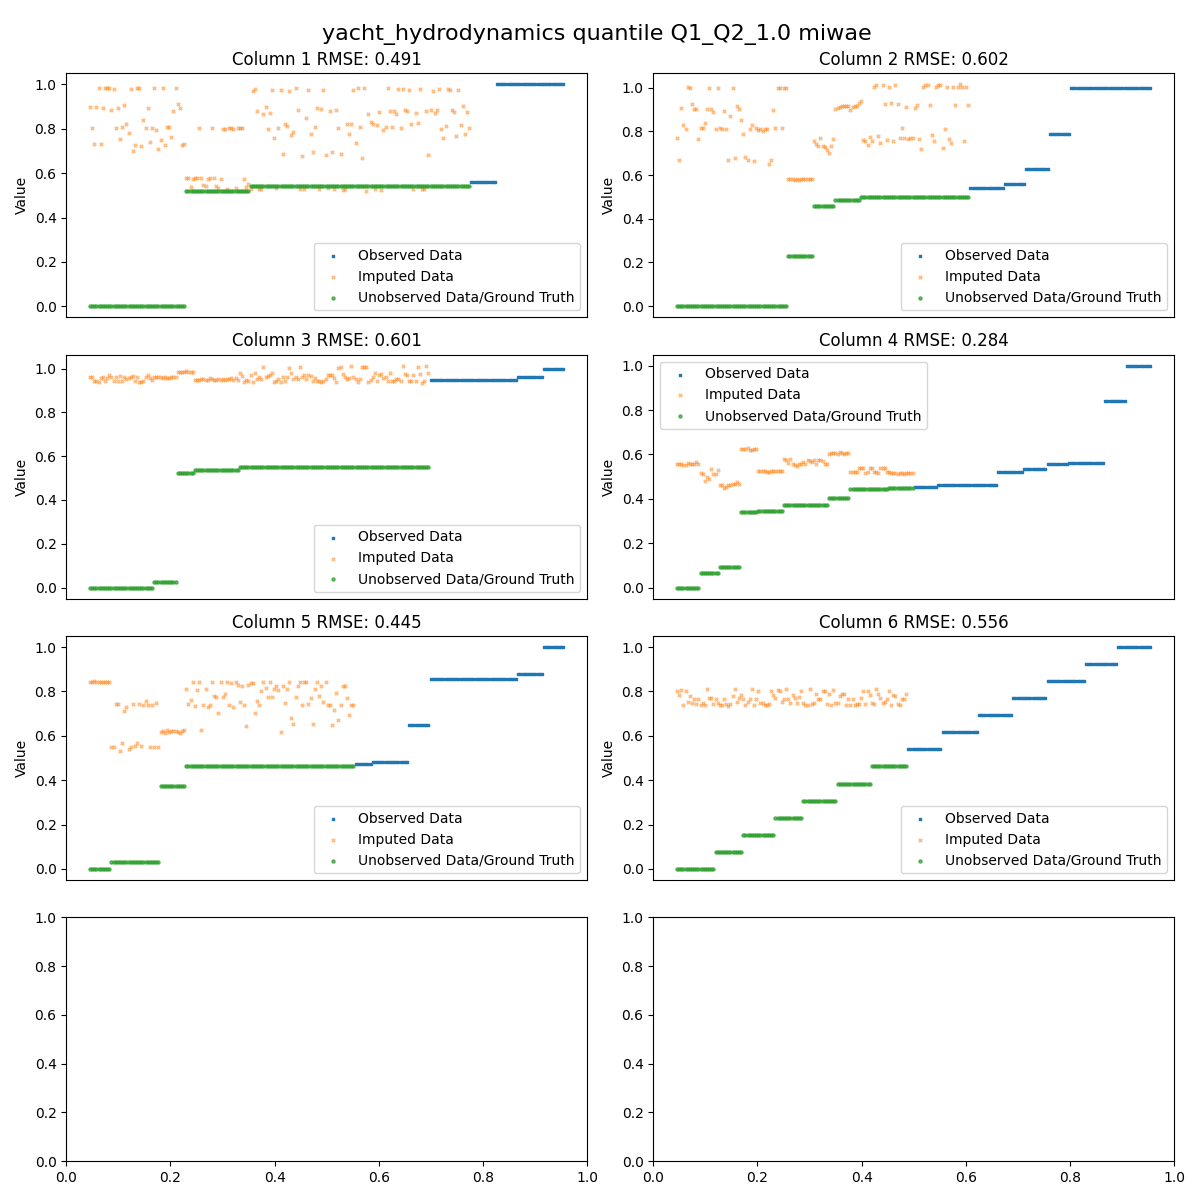 yacht_hydrodynamics quantile Q1_Q2_1.0 miwae
Column 1 RMSE: 0.491
1.0
0.8
0.6
0.4
0.2
0.0
Value
Observed Data
Imputed Data
Unobserved Data/Ground Truth
Column 2 RMSE: 0.602
1.0
0.8
0.6
0.4
0.2
0.0
Value
Observed Data
Imputed Data
Unobserved Data/Ground Truth
Column 3 RMSE: 0.601
1.0
0.8
0.6
0.4
0.2
0.0
Value
Observed Data
Imputed Data
Unobserved Data/Ground Truth
Column 4 RMSE: 0.284
1.0
0.8
0.6
0.4
0.2
0.0
Value
Observed Data
Imputed Data
Unobserved Data/Ground Truth
Column 5 RMSE: 0.445
1.0
0.8
0.6
0.4
0.2
0.0
Value
Observed Data
Imputed Data
Unobserved Data/Ground Truth
Column 6 RMSE: 0.556
1.0
0.8
0.6
0.4
0.2
0.0
Value
Observed Data
Imputed Data
Unobserved Data/Ground Truth
1.0
0.8
0.6
0.4
0.2
0.0
0.0 0.2 0.4 0.6 0.8 1.0
1.0
0.8
0.6
0.4
0.2
0.0
0.0 0.2 0.4 0.6 0.8 1.0